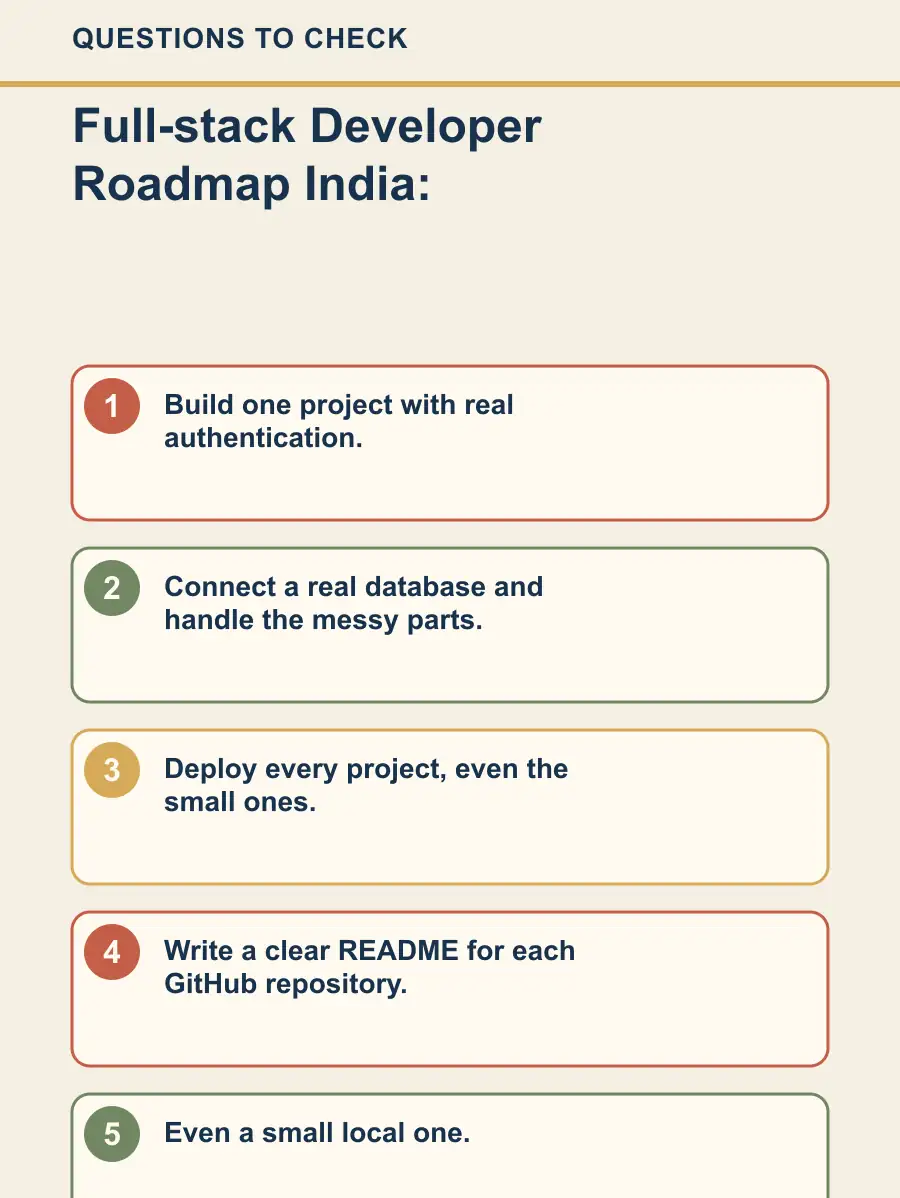 QUESTIONS TO CHECK
Full-stack Developer
Roadmap India:
1
Build one project with real
authentication.
2
Connect a real database and
handle the messy parts.
3
Deploy every project, even the
small ones.
4
Write a clear README for each
GitHub repository.
5
Even a small local one.